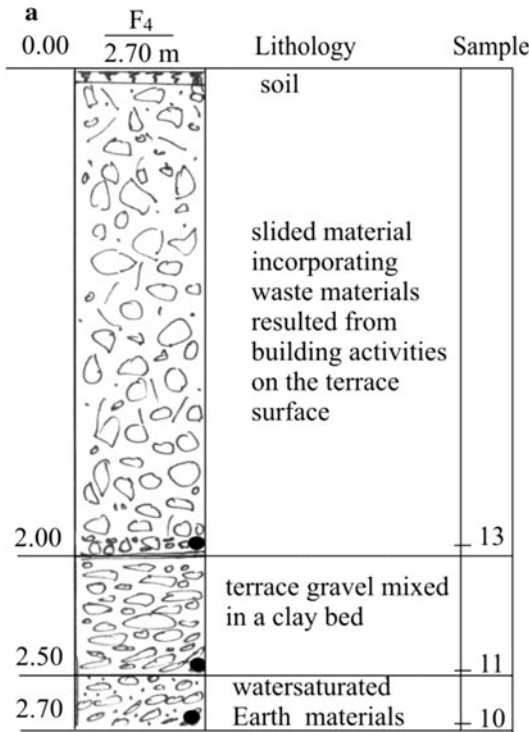 a
F4
0.00 2.70 m Lithology Sample
soil
slided material
incorporating
waste materials
resulted from
building activities
on the terrace
surface
2.00 13
terrace gravel mixed
in a clay bed
2.50 11
watersaturated
2.70 Earth materials 10